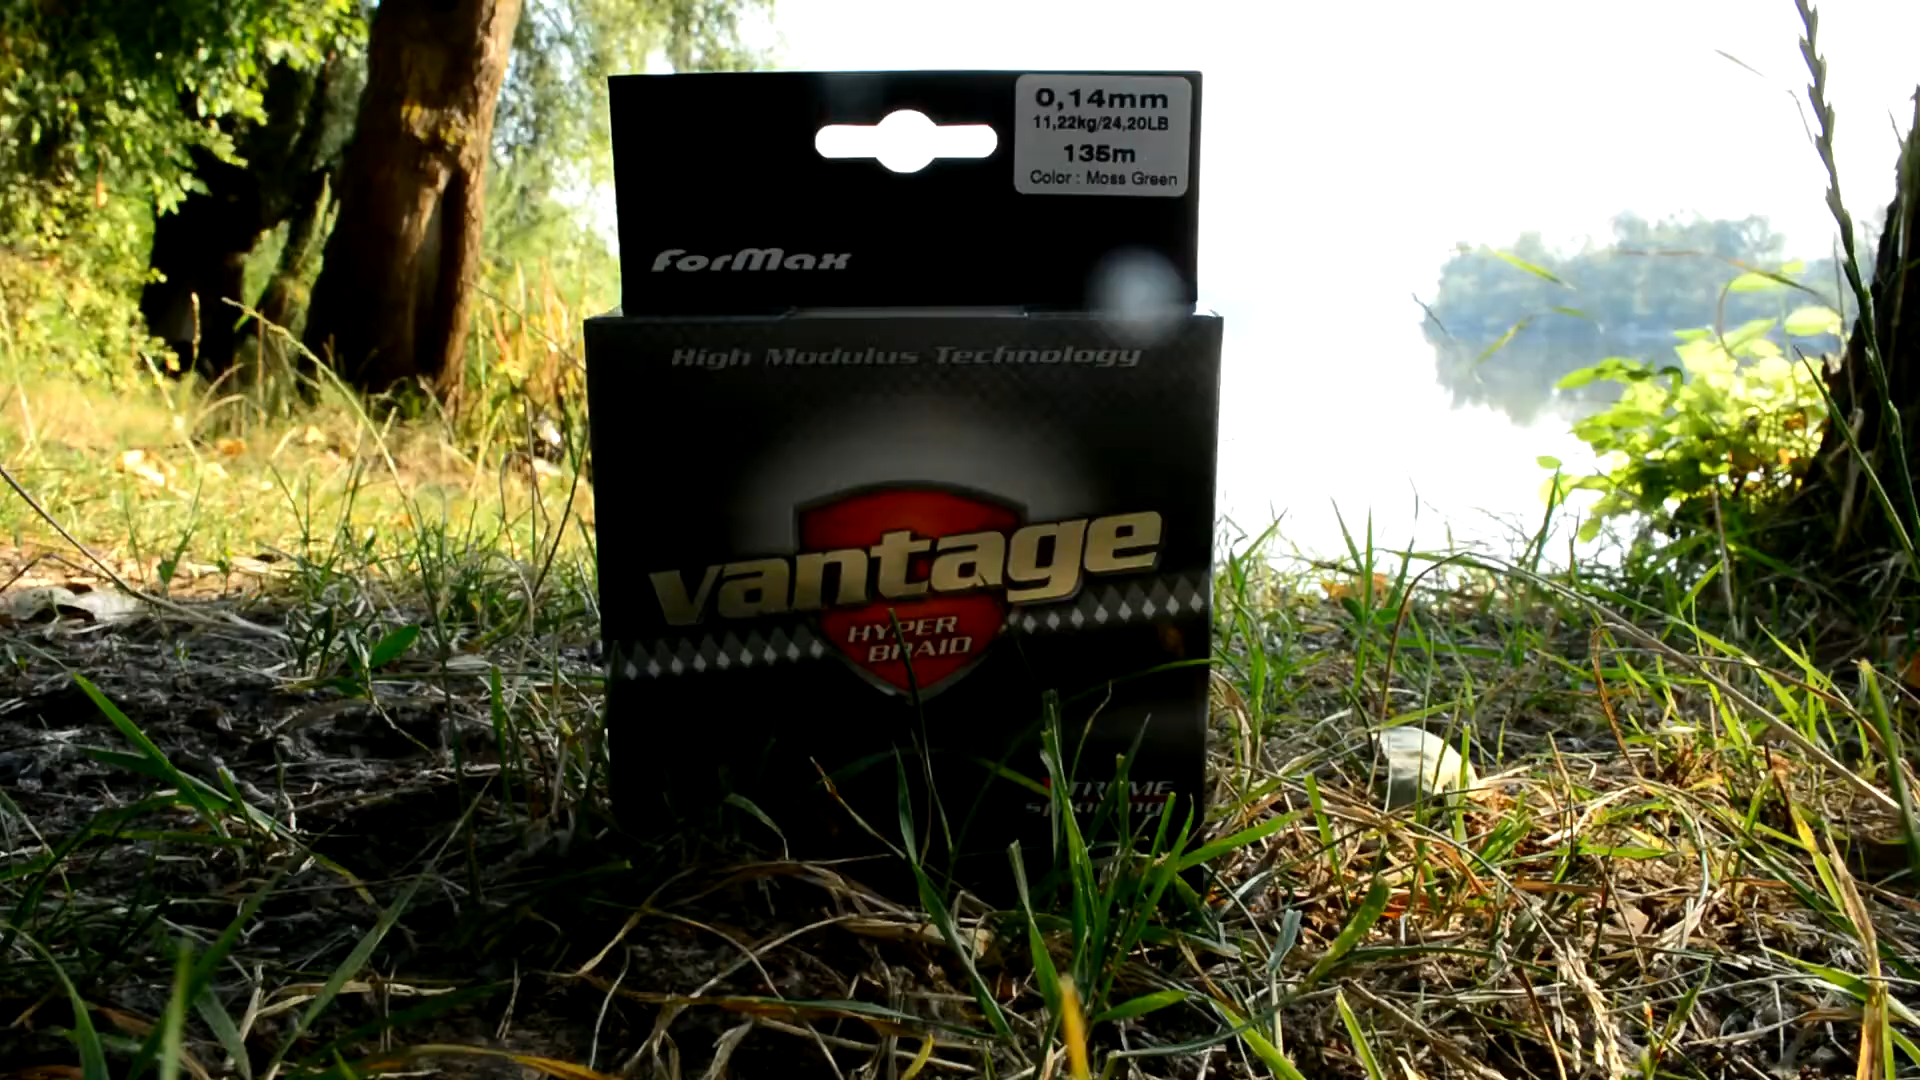 0,14mm
11,22kg/24,20LB
135m
Color : Moss Green
ForMax
High Modulus Technology
vantage
HYPER
BRAID